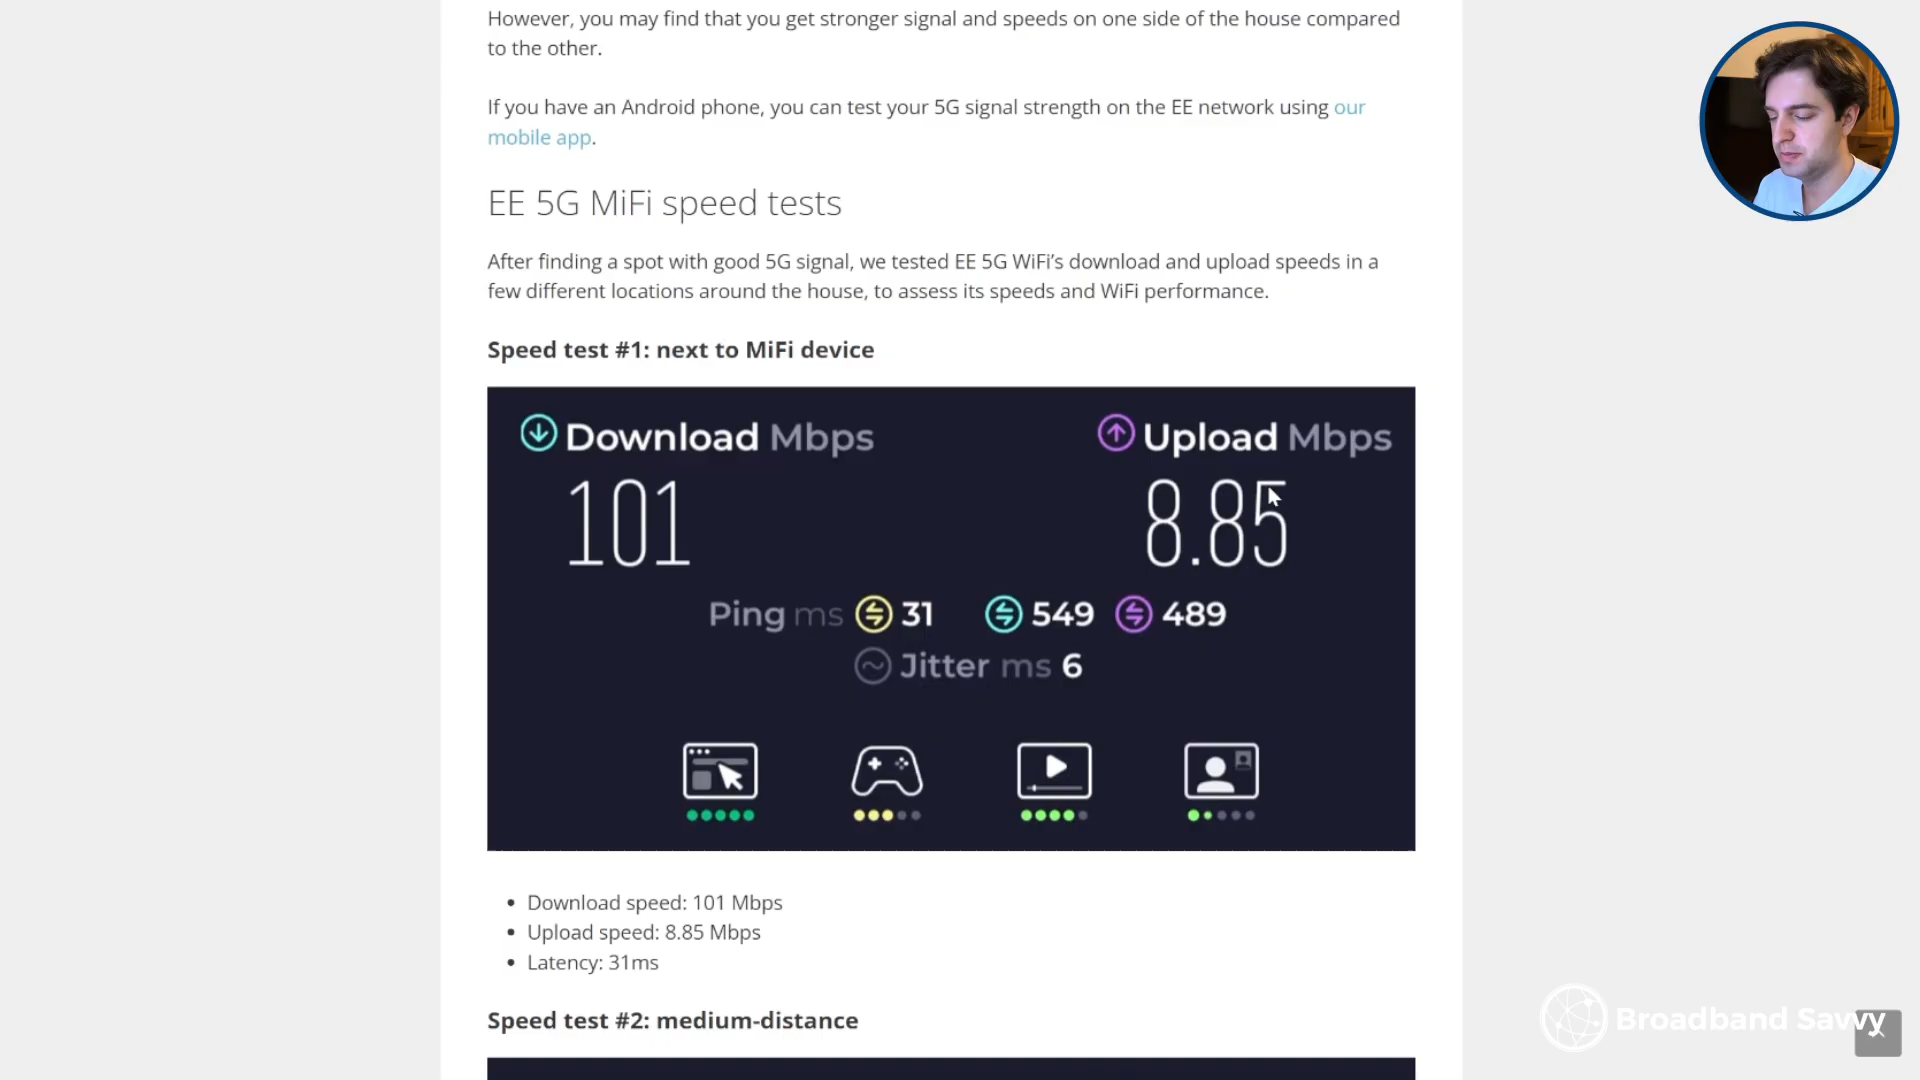 However, you may find that you get stronger signal and speeds on one side of the house compared
to the other.
If you have an Android phone, you can test your 5G signal strength on the EE network using our
mobile app.
EE 5G MiFi speed tests
After finding a spot with good 5G signal, we tested EE 5G WiFi’s download and upload speeds in a
few different locations around the house, to assess its speeds and WiFi performance.
Speed test #1: next to MiFi device
Download Mbps
Upload Mbps
101
8.85
Ping ms 31 549 489
Jitter ms 6
• Download speed: 101 Mbps
• Upload speed: 8.85 Mbps
• Latency: 31ms
Speed test #2: medium-distance
Broadband Savvy